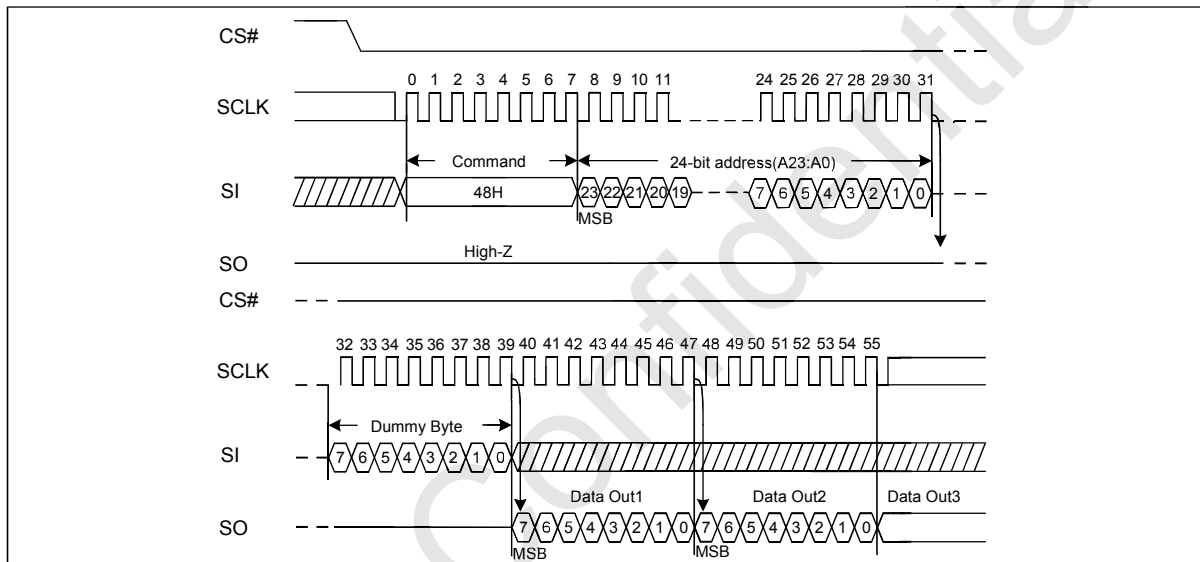 CS#
0 1 2 3 4 5 6 7 8 9 10 11 24 25 26 27 28 29 30 31
SCLK
Command 24-bit address(A23:A0)
SI 48H 23 22 21 20 19 7 6 5 4 3 2 1 0
MSB
High-Z
SO
CS#
32 33 34 35 36 37 38 39 40 41 42 43 44 45 46 47 48 49 50 51 52 53 54 55
SCLK
Dummy Byte
SI 7 6 5 4 3 2 1 0
Data Out1 Data Out2 Data Out3
SO 7 6 5 4 3 2 1 0 7 6 5 4 3 2 1 0
MSB MSB
Confidential